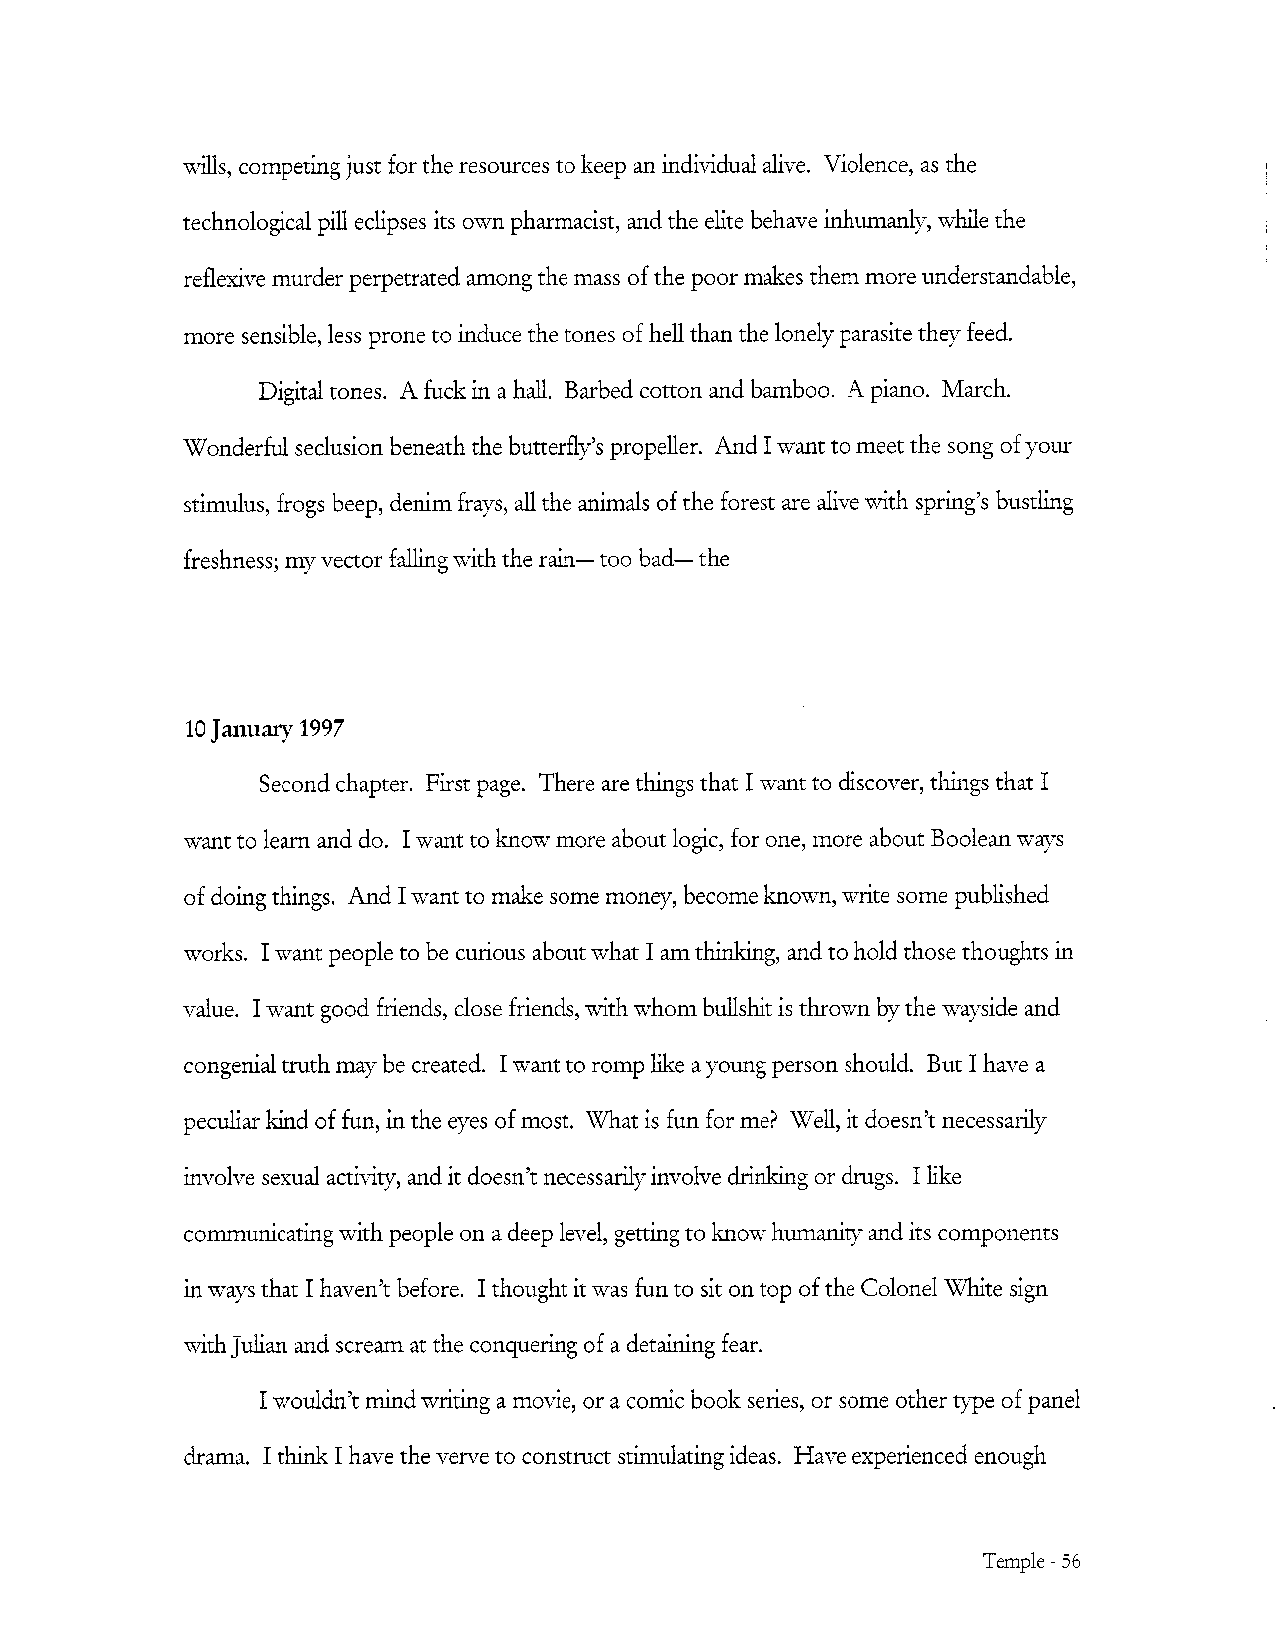 wills, competing just for the resources to keep an individual alive.  Violence, as the
technological pill eclipses its own pharmacist, and the elite behave inhumanly, while the
reflexive murder perpetrated among the mass of the poor makes them more understandable,
more sensible, less prone to induce the tones of hell than the lonely parasite they feed.
Digital tones.  A fuck in a hall.  Barbed cotton and bamboo.  A piano.  March.
Wonderful seclusion beneath the butterfly's propeller.  And I want to meet the song of your
stimulus, frogs beep, denim frays, all the animals of the forest are alive with spring's bustling
freshness; my vector falling with the rain— too bad— the
10 January 1997
Second chapter.  First page.  There are things that I want to discover, things that I
want to learn and do.  I want to know more about logic, for one, more about Boolean ways
of doing things.  And I want to make some money, become known, write some published
works.  I want people to be curious about what I am thinking, and to hold those thoughts in
value.  I want good friends, close friends, with whom bullshit is thrown by the wayside and
congenial truth may be created.  I want to romp like a young person should.  But I have a
peculiar kind of fun, in the eyes of most.  What is fun for me?  Well, it doesn't necessarily
involve sexual activity, and it doesn't necessarily involve drinking or drugs.  I like
communicating with people on a deep level, getting to know humanity and its components
in ways that I haven't before.  I thought it was fun to sit on top of the Colonel White sign
with Julian and scream at the conquering of a detaining fear.
I wouldn't mind writing a movie, or a comic book series, or some other type of panel
drama.  I think I have the verve to construct stimulating ideas.  Have experienced enough
Temple - 56